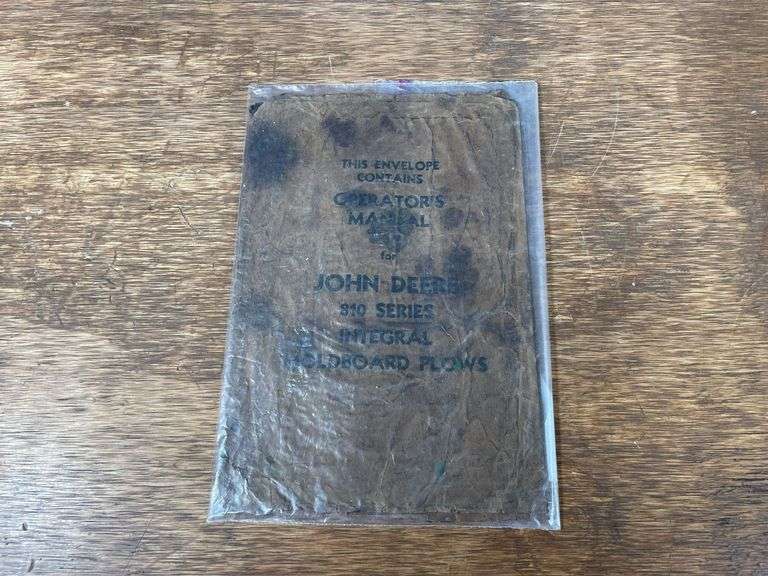 THIS ENVELOPE
CONTAINS
OPERATOR'S
MANUAL
for
JOHN DEERE
810 SERIES
INTEGRAL
MOLDBOARD PLOWS